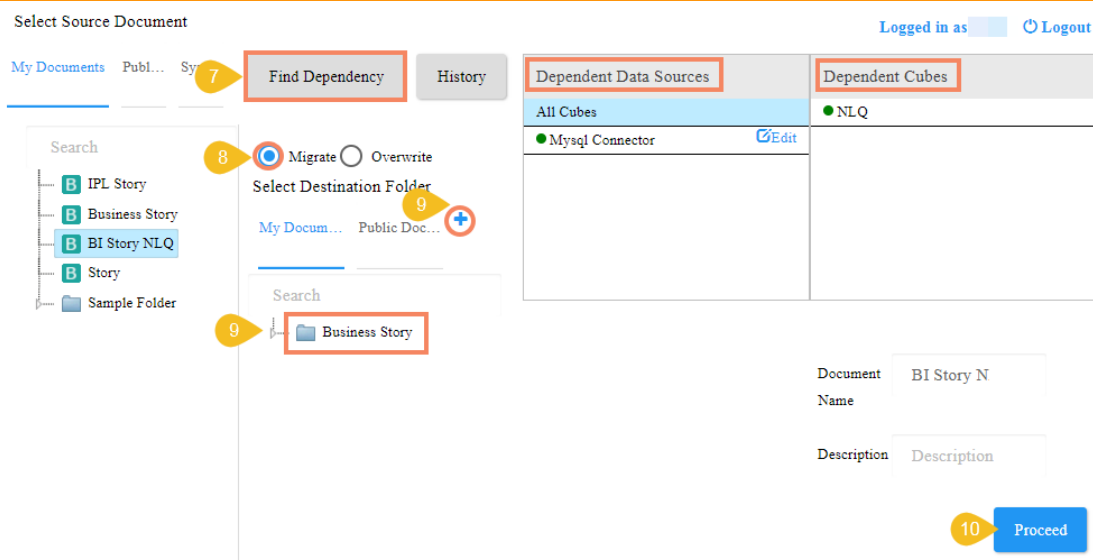 Select Source Document
Logged in as
Logout
My Documents Publ... Sy
7
Find Dependency
History
Dependent Data Sources
Dependent Cubes
All Cubes
NLQ
Mysql Connector
Edit
Search
IPL Story
Business Story
BI Story NLQ
Story
Sample Folder
8
Migrate Overwrite
Select Destination Folder
9
My Docum... Public Doc...
Search
9
Business Story
Document
Name
BI Story N
Description
Description
10
Proceed